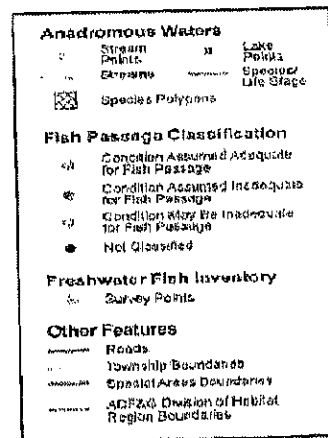 Anadromous Waters
Stream Points
Lake Points
Streams
Species/ Life Stage
Species Polygons
Fish Passage Classification
Condition Assumed Adequate
for Fish Passage
Condition Assumed Inadequate
for Fish Passage
Condition May Be Inadequate
for Fish Passage
Not Classified
Freshwater Fish Inventory
Survey Points
Other Features
Roads
Township Boundaries
Special Areas Boundaries
ADF&G Division of Habitat
Region Boundaries